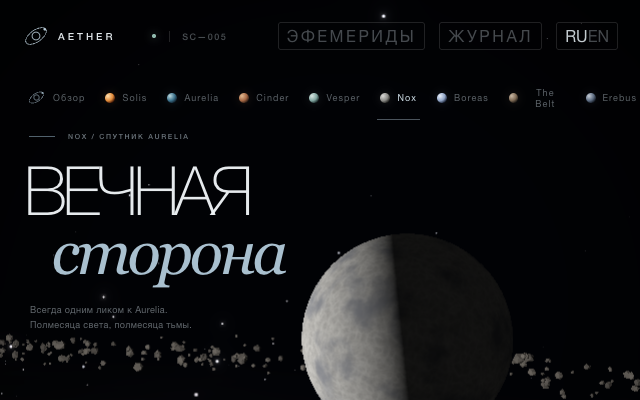 AETHER
SC—005
ЭФЕМЕРИДЫ
ЖУРНАЛ
RU EN
Обзор
Solis
Aurelia
Cinder
Vesper
Nox
Boreas
The
Belt
Erebus
NOX / СПУТНИК AURELIA
ВЕЧНАЯ
сторона
Всегда одним ликом к Aurelia.
Полмесяца света, полмесяца тьмы.